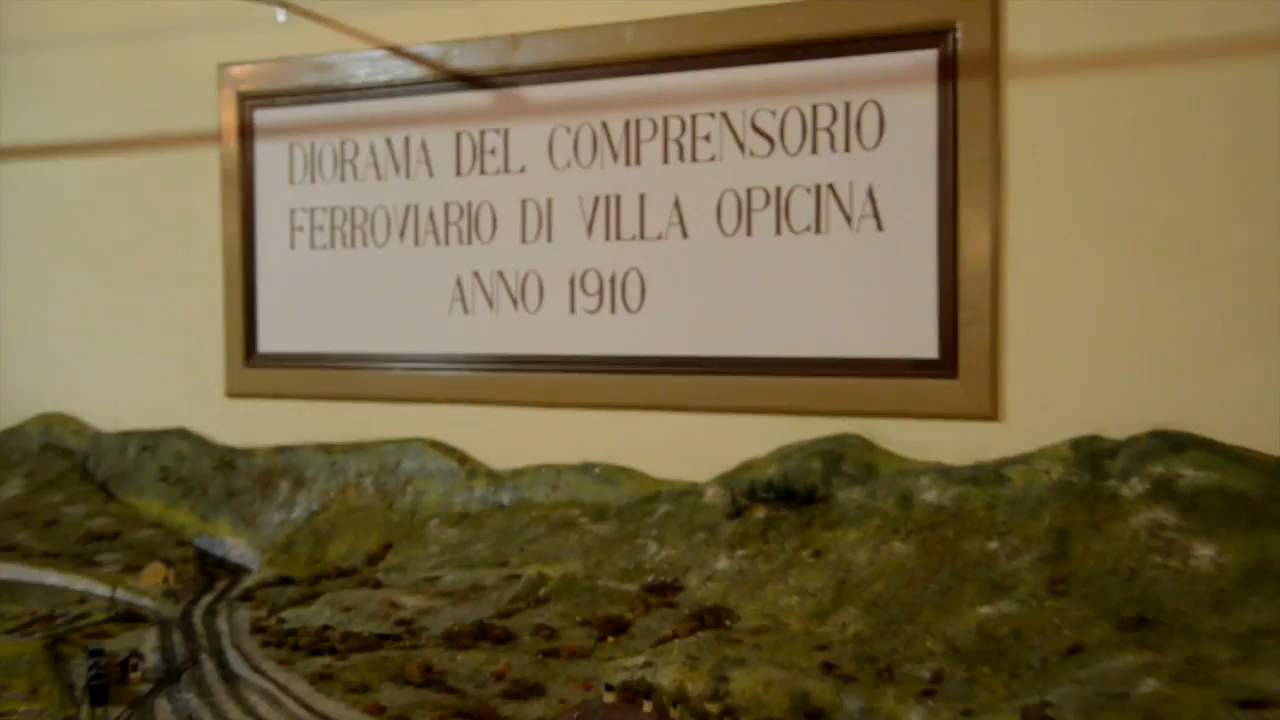 DIORAMA DEL COMPRENSORIO
FERROVIARIO DI VILLA OPICINA
ANNO 1910